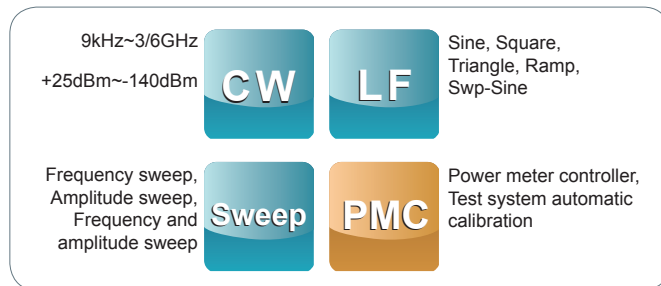 9kHz~3/6GHz
+25dBm~-140dBm
CW
LF
Sine, Square,
Triangle, Ramp,
Swp-Sine
Frequency sweep,
Amplitude sweep,
Frequency and
amplitude sweep
Sweep
PMC
Power meter controller,
Test system automatic
calibration